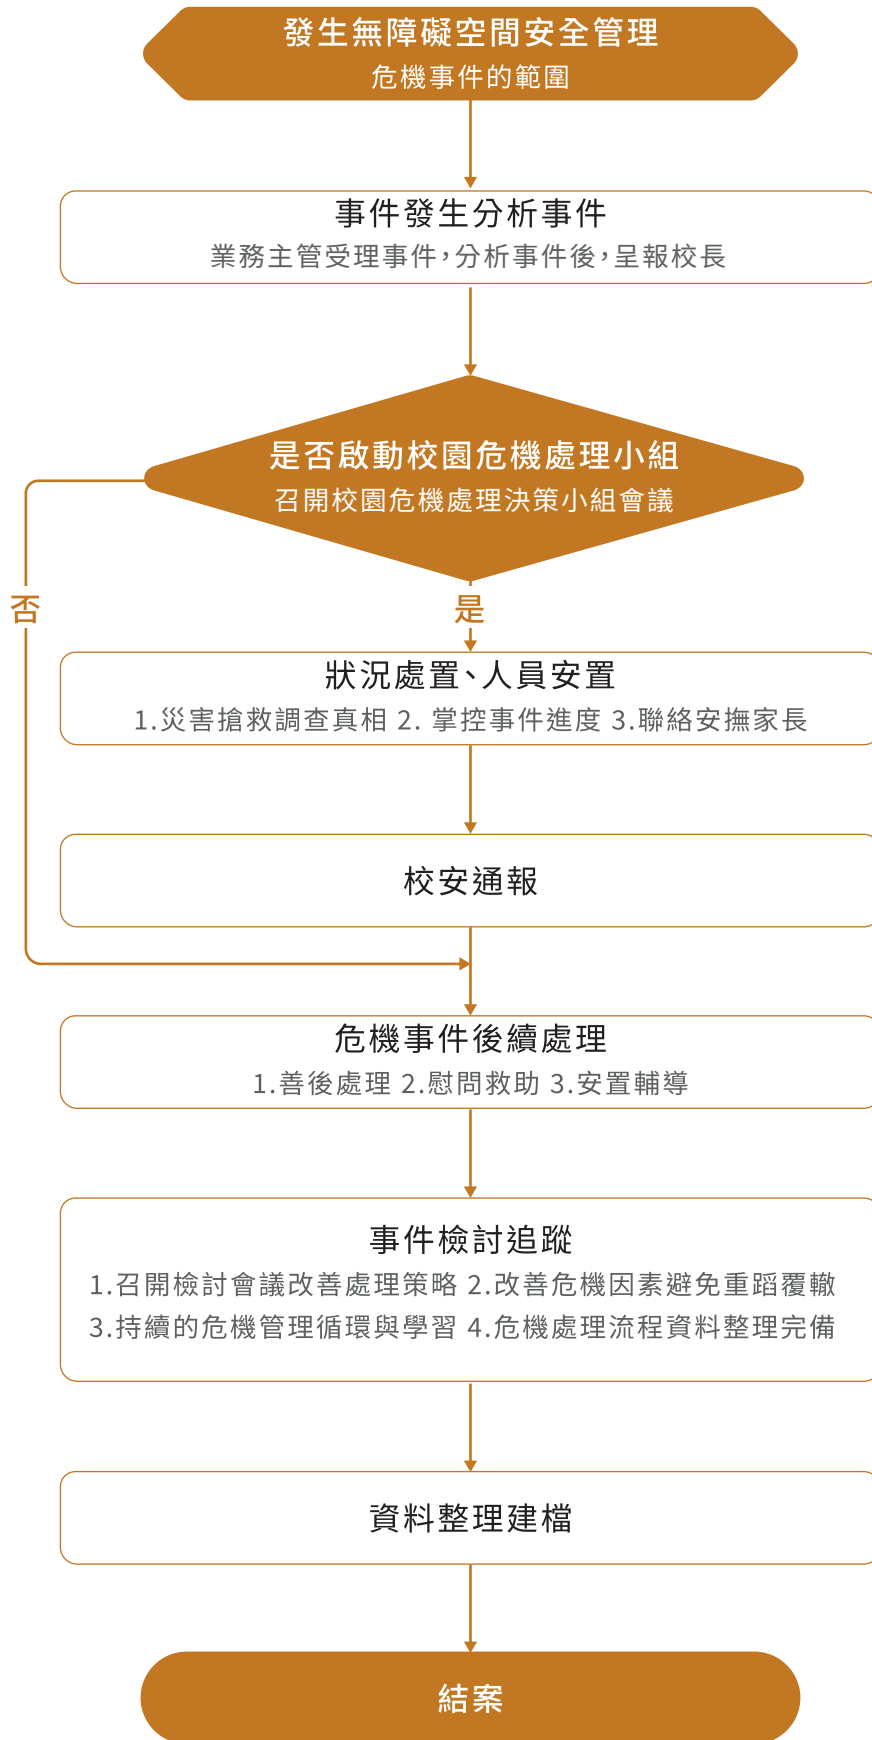 發生無障礙空間安全管理
危機事件的範圍
事件發生分析事件
業務主管受理事件，分析事件後，呈報校長
是否啟動校園危機處理小組
召開校園危機處理決策小組會議
否
是
狀況處置、人員安置
1.災害搶救調查真相 2. 掌控事件進度 3.聯絡安撫家長
校安通報
危機事件後續處理
1.善後處理 2.慰問救助 3.安置輔導
事件檢討追蹤
1.召開檢討會議改善處理策略 2.改善危機因素避免重蹈覆轍
3.持續的危機管理循環與學習 4.危機處理流程資料整理完備
資料整理建檔
結案